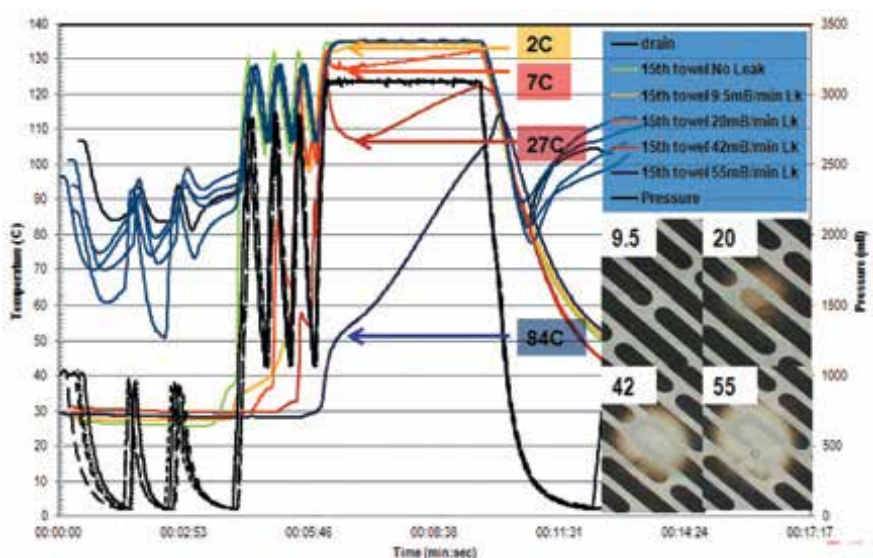 140
130
120
110
100
90
80
70
60
50
40
30
20
10
0
Temperature (C)
3500
3000
2500
2000
1500
1000
500
0
Pressure (mB)
00:00:00
00:02:53
00:05:46
00:08:38
00:11:31
00:14:24
00:17:17
Time (min:sec)
2C
7C
27C
84C
drain
15th towel No Leak
15th towel 9.5mB/min Lk
15th towel 20mB/min Lk
15th towel 42mB/min Lk
15th towel 55mB/min Lk
Pressure
9.5
20
42
55